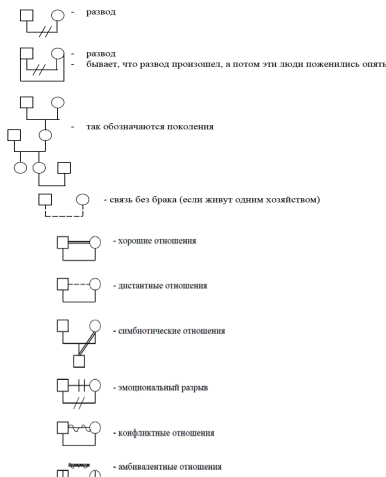 - развод
- развод
- бывает, что развод произошел, а потом эти люди поженились опять
- так обозначаются поколения
- связь без брака (если живут одним хозяйством)
- хорошие отношения
- дистантные отношения
- симбиотические отношения
- эмоциональный разрыв
- конфликтные отношения
- амбивалентные отношения